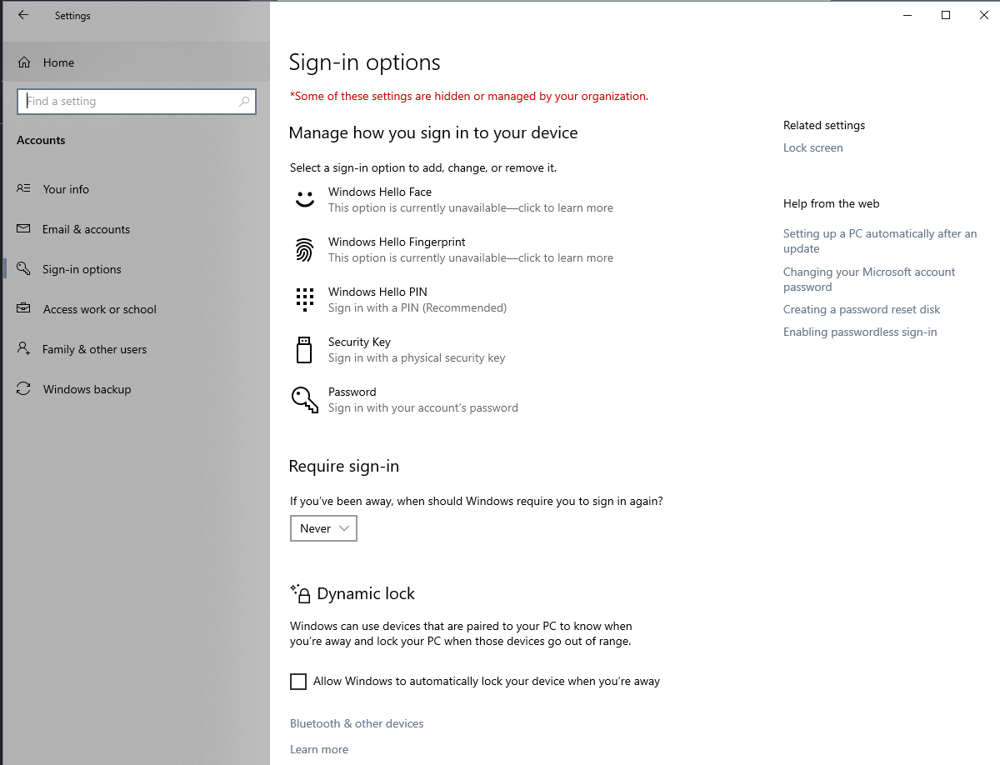 Settings
Home
Find a setting
Accounts
Your info
Email & accounts
Sign-in options
Access work or school
Family & other users
Windows backup
Sign-in options
*Some of these settings are hidden or managed by your organization.
Manage how you sign in to your device
Select a sign-in option to add, change, or remove it.
Windows Hello Face
This option is currently unavailable—click to learn more
Windows Hello Fingerprint
This option is currently unavailable—click to learn more
Windows Hello PIN
Sign in with a PIN (Recommended)
Security Key
Sign in with a physical security key
Password
Sign in with your account's password
Require sign-in
If you've been away, when should Windows require you to sign in again?
Never
Dynamic lock
Windows can use devices that are paired to your PC to know when
you're away and lock your PC when those devices go out of range.
Allow Windows to automatically lock your device when you're away
Bluetooth & other devices
Learn more
Related settings
Lock screen
Help from the web
Setting up a PC automatically after an
update
Changing your Microsoft account
password
Creating a password reset disk
Enabling passwordless sign-in